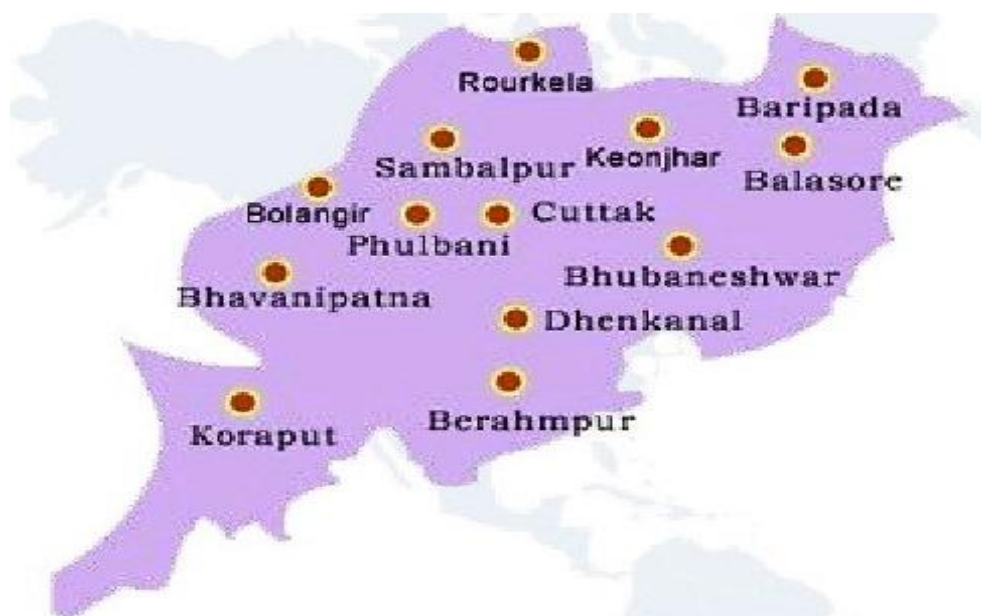 Rourkela
Baripada
Sambalpur
Keonjhar
Balasore
Bolangir
Phulbani
Cuttak
Bhubaneshwar
Bhavanipatna
Dhenkanal
Berahmpur
Koraput